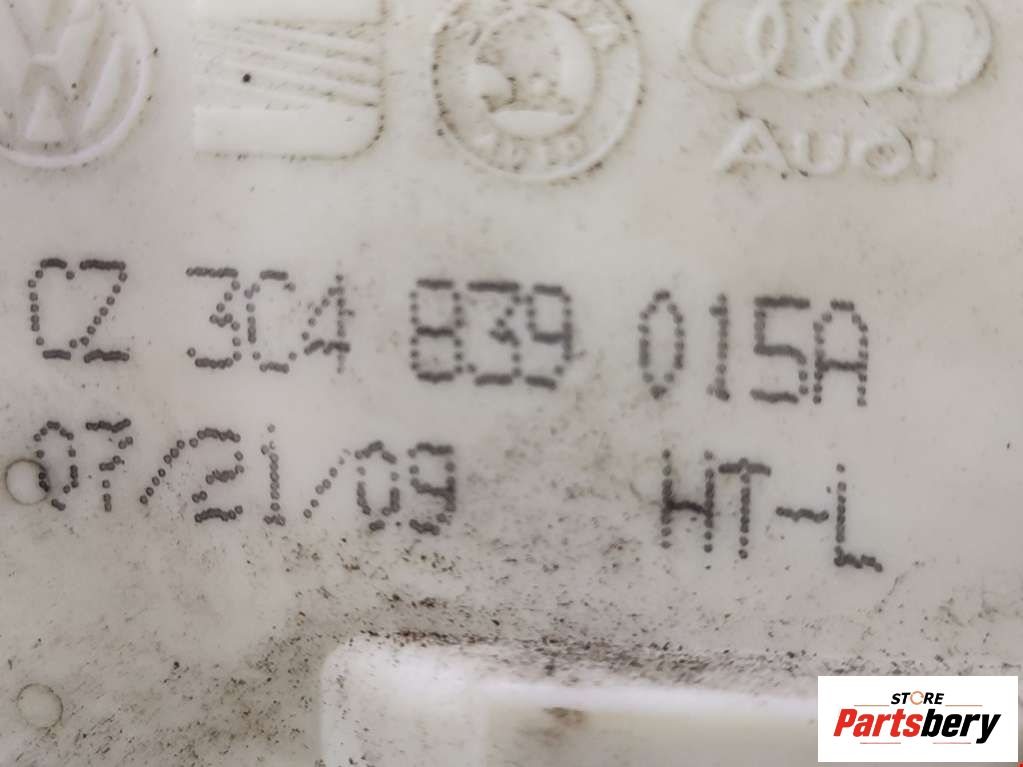 Audi
CZ 3C4 839 015A
07/21/09 HT-L
STORE
Partsbery